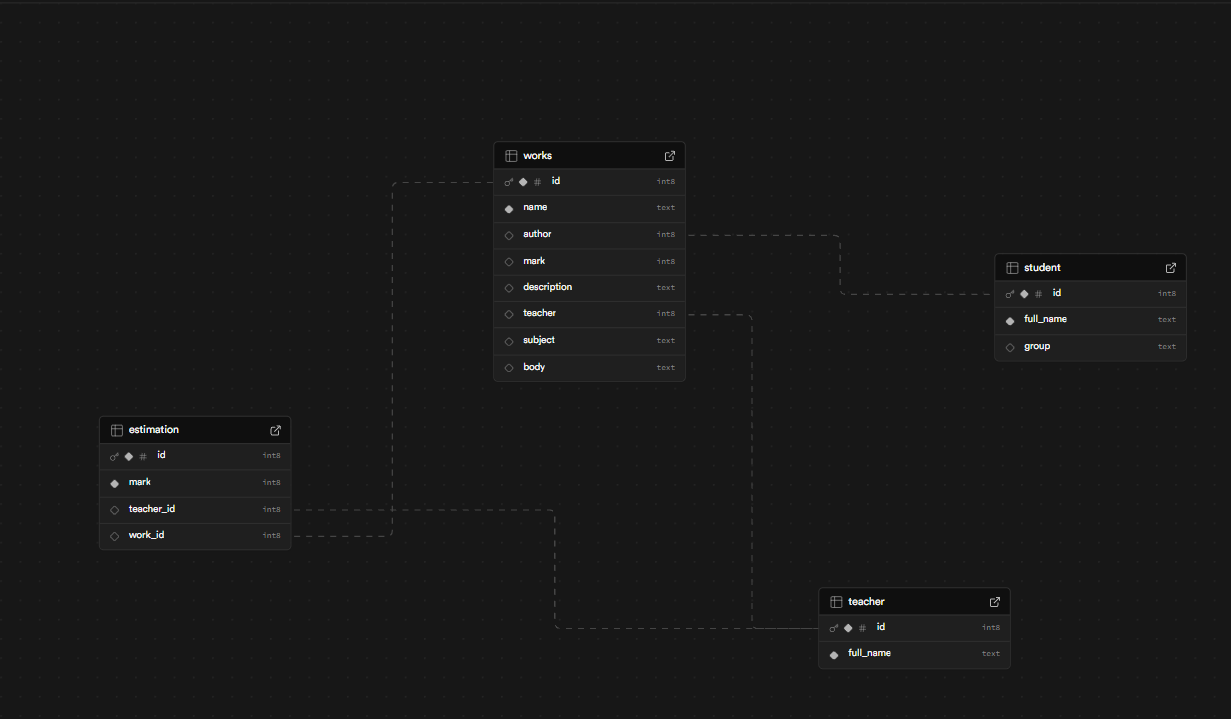 works
id int8
name text
author int8
mark int8
description text
teacher int8
subject text
body text
student
# id int8
full_name text
group text
estimation
# id int8
mark int8
teacher_id int8
work_id int8
teacher
# id int8
full_name text